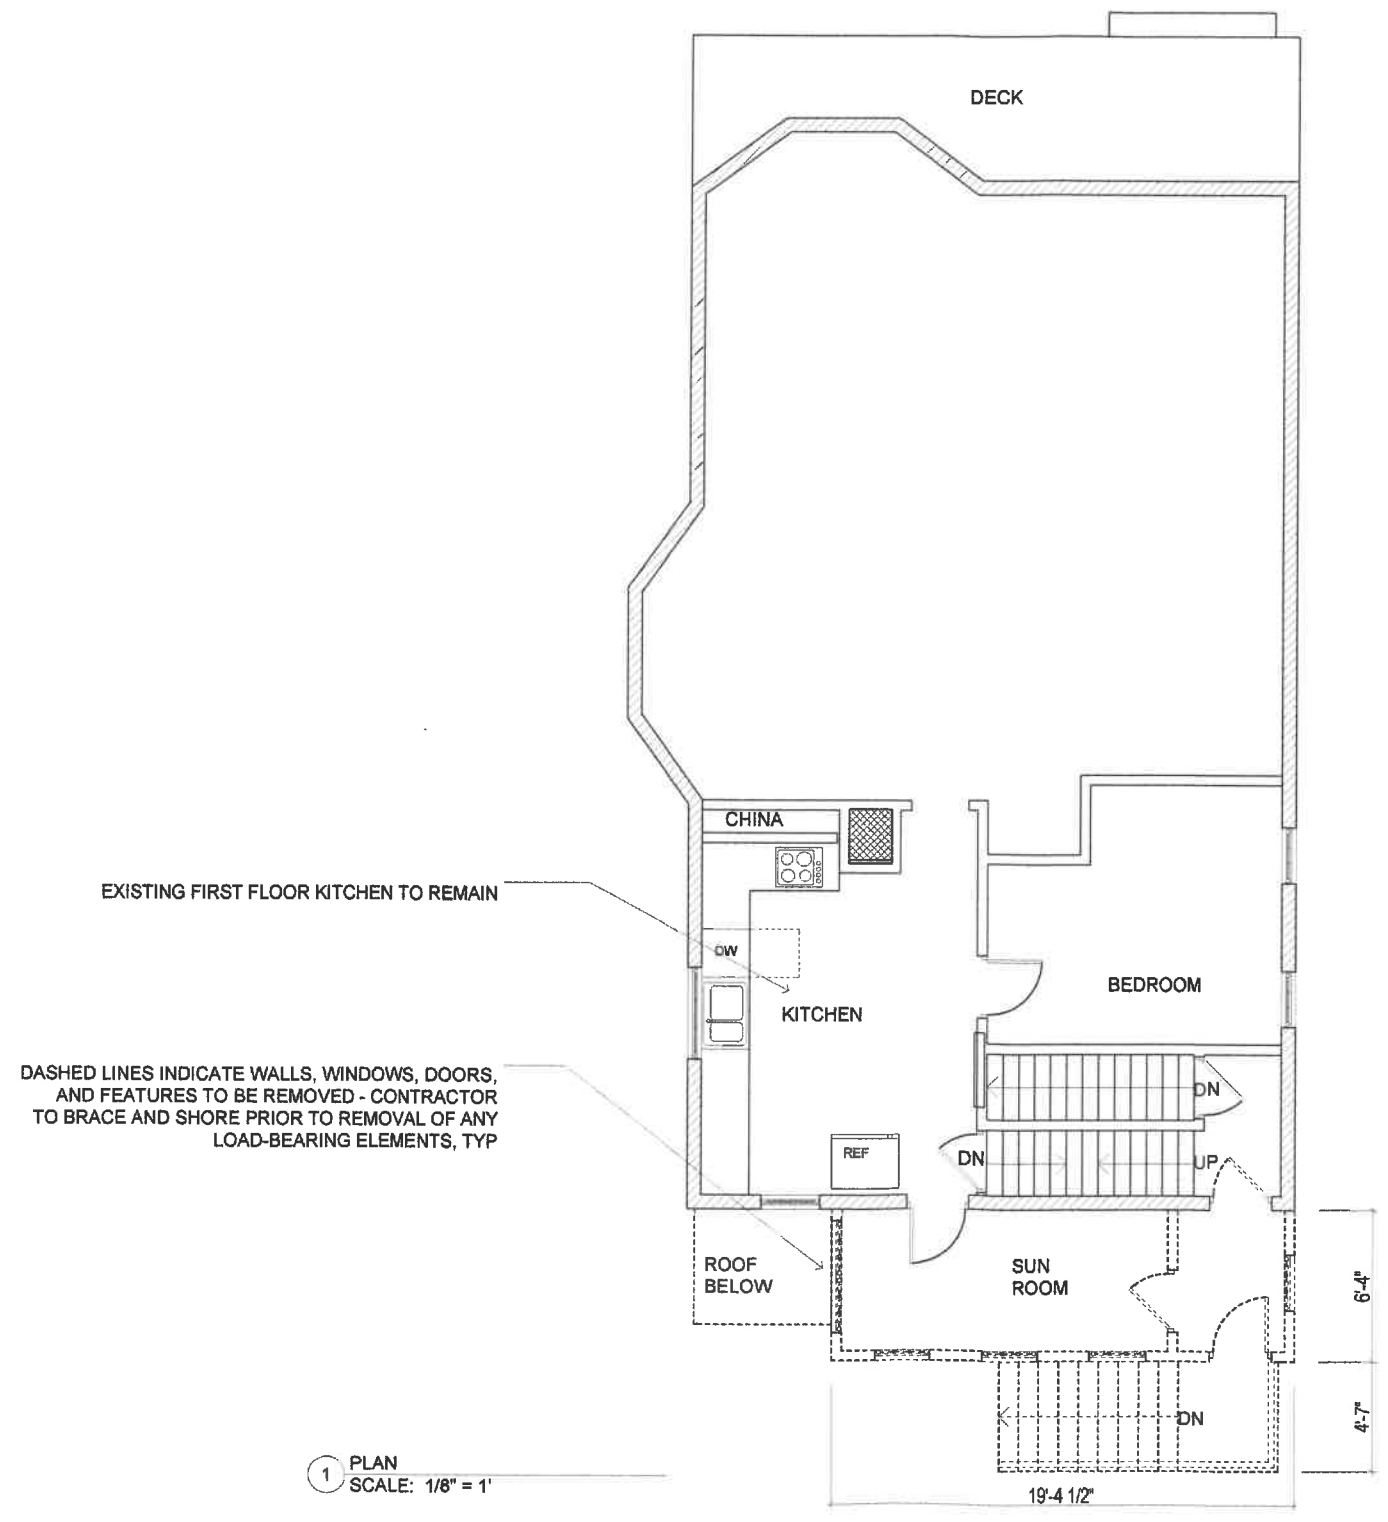 DECK
CHINA
EXISTING FIRST FLOOR KITCHEN TO REMAIN
DW
BEDROOM
KITCHEN
DASHED LINES INDICATE WALLS, WINDOWS, DOORS,
AND FEATURES TO BE REMOVED - CONTRACTOR
TO BRACE AND SHORE PRIOR TO REMOVAL OF ANY
LOAD-BEARING ELEMENTS, TYP
DN
REF
DN
UP
ROOF
BELOW
SUN
ROOM
6'-4"
4'-7"
DN
1
PLAN
SCALE: 1/8" = 1'
19'-4 1/2"